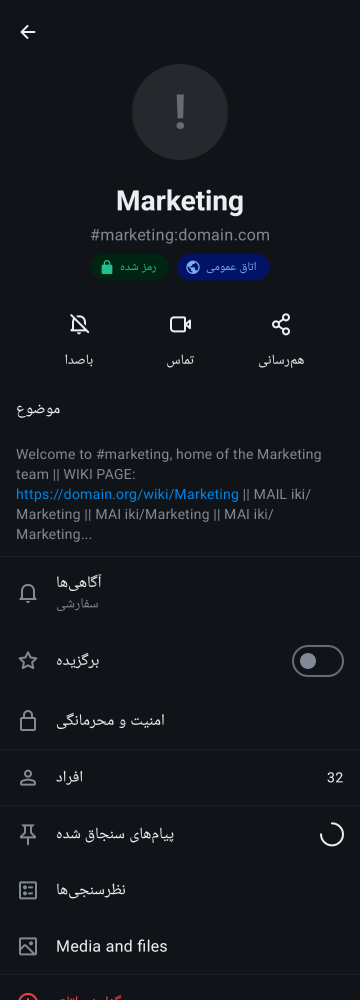 !
Marketing
#marketing:domain.com
رمز شده
اتاق عمومی
باصدا
تماس
هم‌رسانی
موضوع
Welcome to #marketing, home of the Marketing
team || WIKI PAGE:
https://domain.org/wiki/Marketing || MAIL iki/
Marketing || MAI iki/Marketing || MAI iki/
Marketing...
آگاهی‌ها
سفارشی
برگزیده
امنیت و محرمانگی
افراد
32
پیام‌های سنجاق شده
نظرسنجی‌ها
Media and files